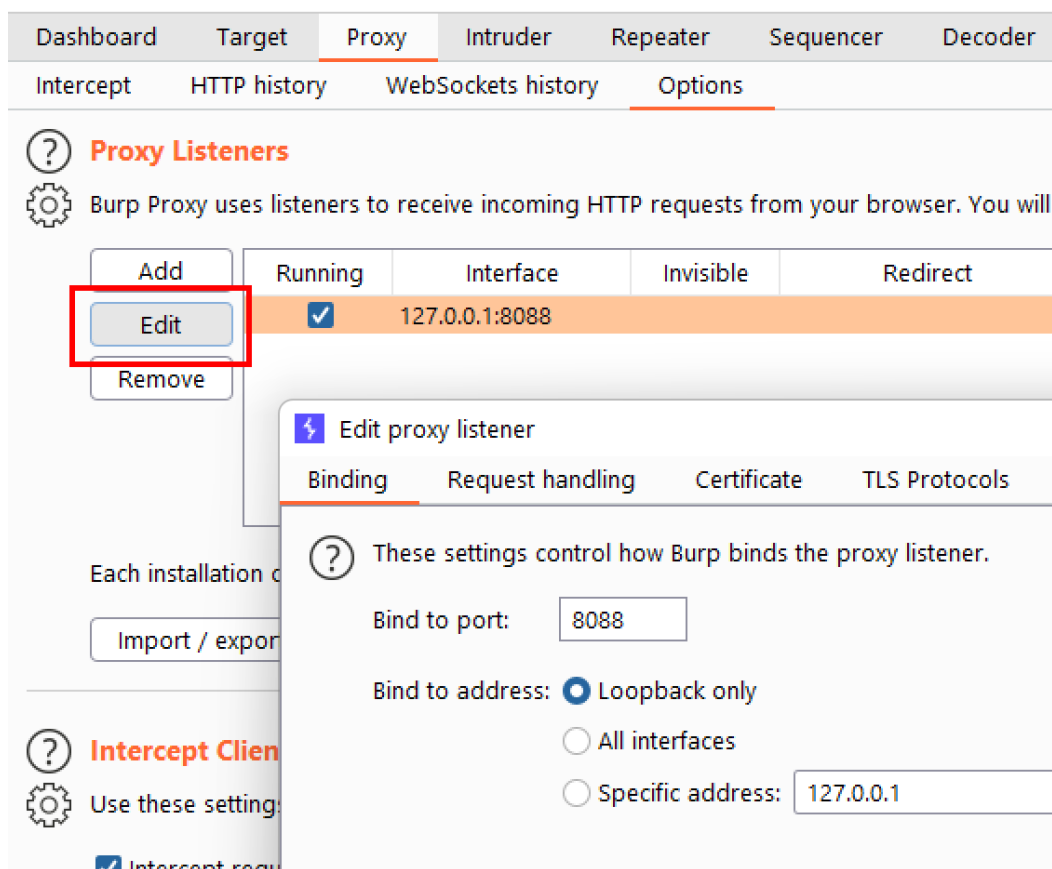 Dashboard Target Proxy Intruder Repeater Sequencer Decoder
Intercept HTTP history WebSockets history Options
Proxy Listeners
Burp Proxy uses listeners to receive incoming HTTP requests from your browser. You will
Add Running Interface Invisible Redirect
Edit 127.0.0.1:8088
Remove
Edit proxy listener
Binding Request handling Certificate TLS Protocols
These settings control how Burp binds the proxy listener.
Each installation
Bind to port: 8088
Import / expor
Bind to address: Loopback only
All interfaces
Intercept Clien
Specific address: 127.0.0.1
Use these setting
Intercept requ